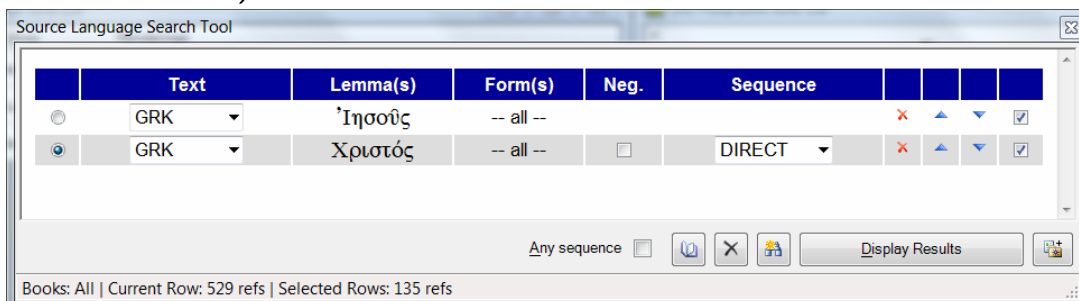 Source Language Search Tool
Text Lemma(s) Form(s) Neg. Sequence
GRK Ἰησοῦς -- all --
GRK Χριστός -- all -- DIRECT
Any sequence Display Results
Books: All | Current Row: 529 refs | Selected Rows: 135 refs